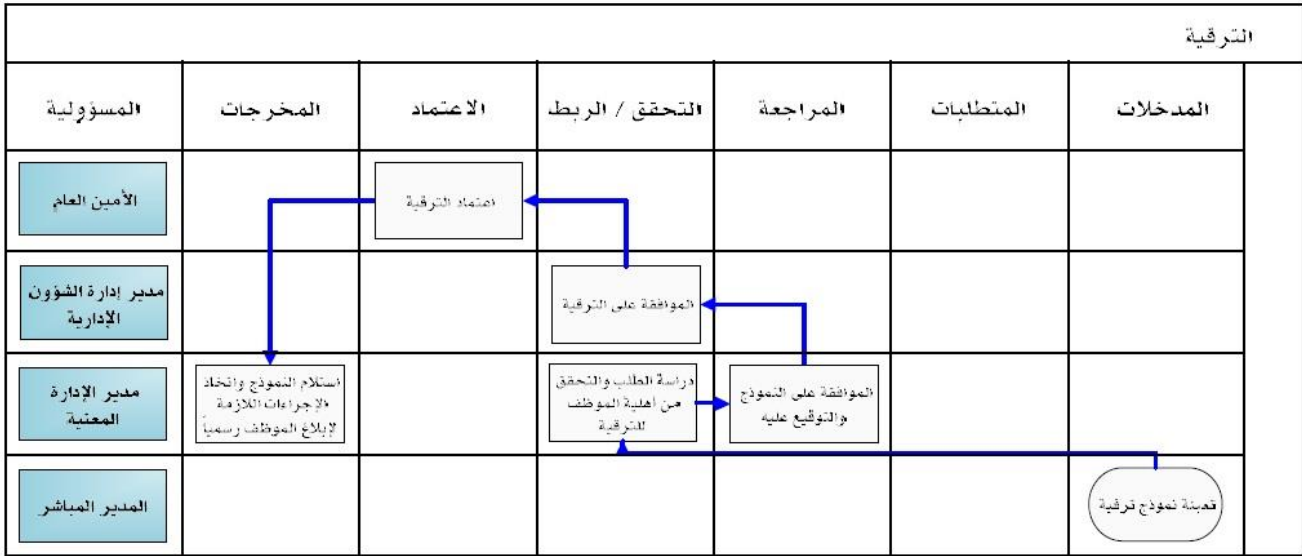 الترقية
المدخلات
المتطلبات
المراجعة
التحقق / الربط
الاعتماد
المخرجات
المسؤولية
اعتماد الترقية
الأمين العام
الموافقة على الترقية
مدير إدارة الشؤون
الإدارية
الموافقة على النموذج
والتوقيع عليه
دراسة الطلب والتحقق
من أهلية الموظف
للترقية
استلام النموذج واتخاذ
الإجراءات اللازمة
لإبلاغ الموظف رسمياً
مدير الإدارة
المعنية
تعبئة نموذج ترقية
المدير المباشر